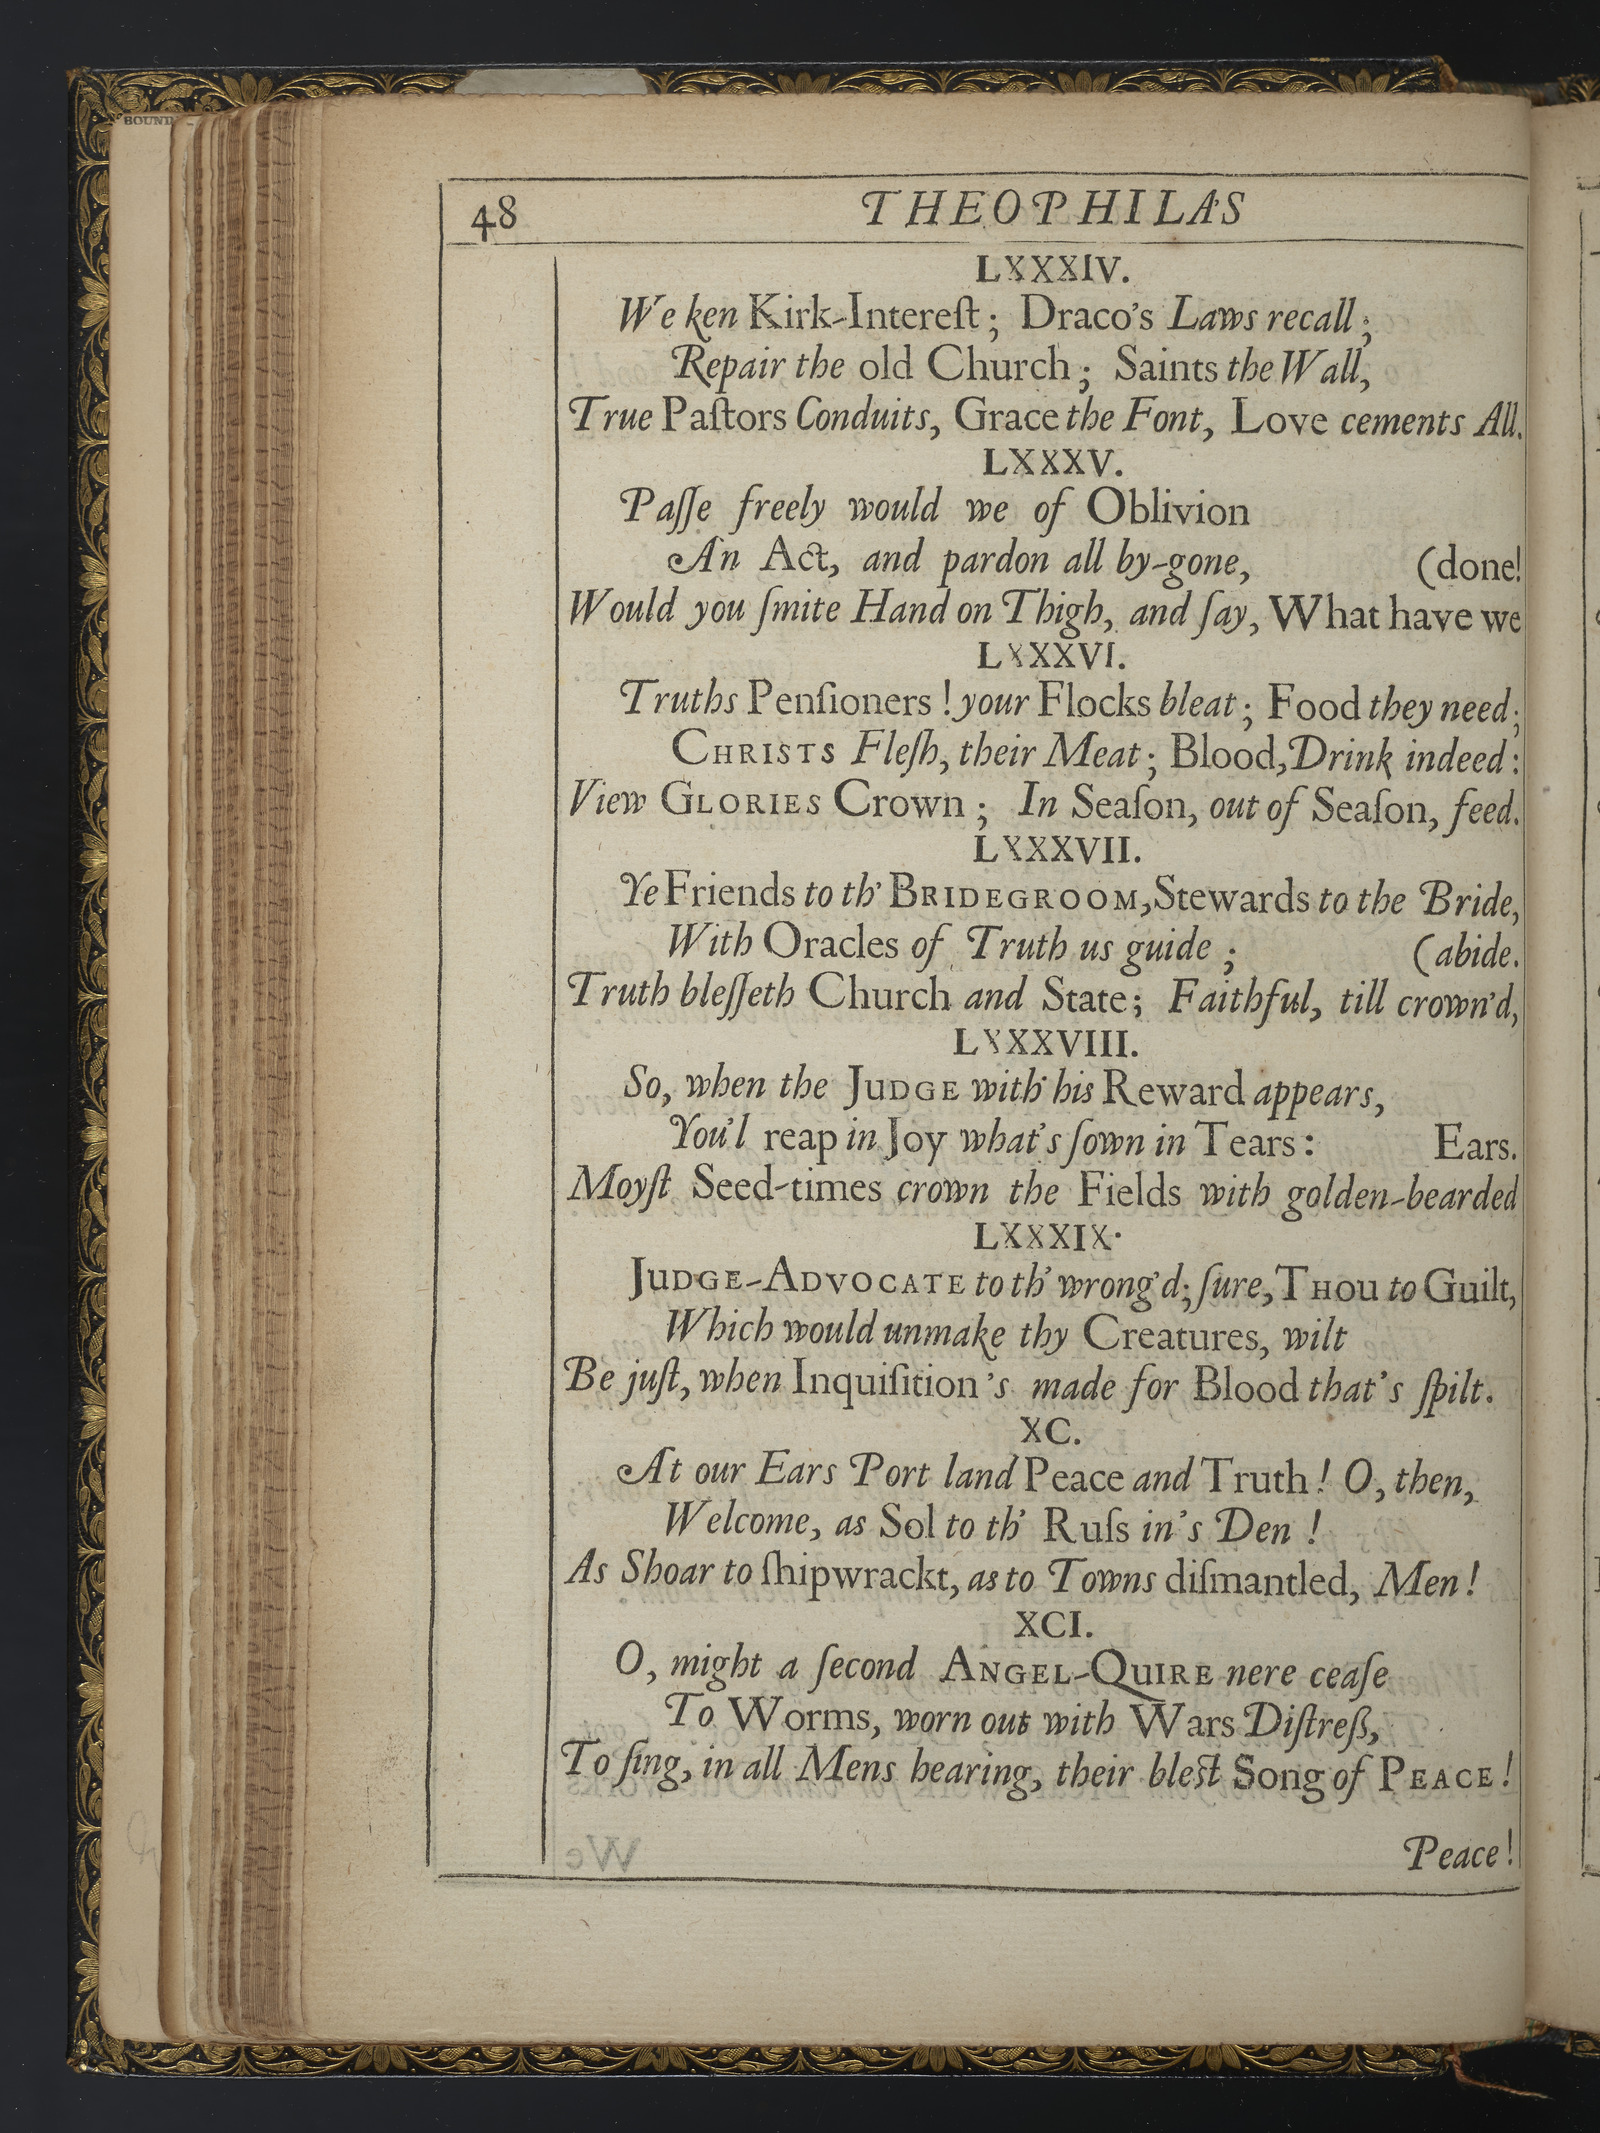 BOUND
48
THEOPHILA'S
LXXXIV.
We ken Kirk-Intereſt; Draco's Laws recall;
Repair the old Church; Saints the Wall,
True Paſtors Conduits, Grace the Font, Love cements All.
LXXXV.
Paſſe freely would we of Oblivion
An Act, and pardon all by-gone, (done!
Would you ſmite Hand on Thigh, and ſay, What have we
LXXXVI.
Truths Penſioners! your Flocks bleat; Food they need;
CHRISTS Fleſh, their Meat; Blood, Drink indeed:
View GLORIES Crown; In Seaſon, out of Seaſon, feed.
LXXXVII.
Ye Friends to th' BRIDEGROOM, Stewards to the Bride,
With Oracles of Truth us guide; (abide.
Truth bleſſeth Church and State; Faithful, till crown'd,
LXXXVIII.
So, when the JUDGE with his Reward appears,
You'l reap in Joy what's ſown in Tears: Ears.
Moyſt Seed-times crown the Fields with golden-bearded
LXXXIX.
JUDGE-ADVOCATE to th' wrong'd; ſure, THOU to Guilt,
Which would unmake thy Creatures, wilt
Be juſt, when Inquiſition's made for Blood that's ſpilt.
XC.
At our Ears Port land Peace and Truth! O, then,
Welcome, as Sol to th' Ruſs in's Den!
As Shoar to ſhipwrackt, as to Towns diſmantled, Men!
XCI.
O, might a ſecond ANGEL-QUIRE nere ceaſe
To Worms, worn out with Wars Diſtreß,
To ſing, in all Mens hearing, their bleſt Song of PEACE!
Peace!